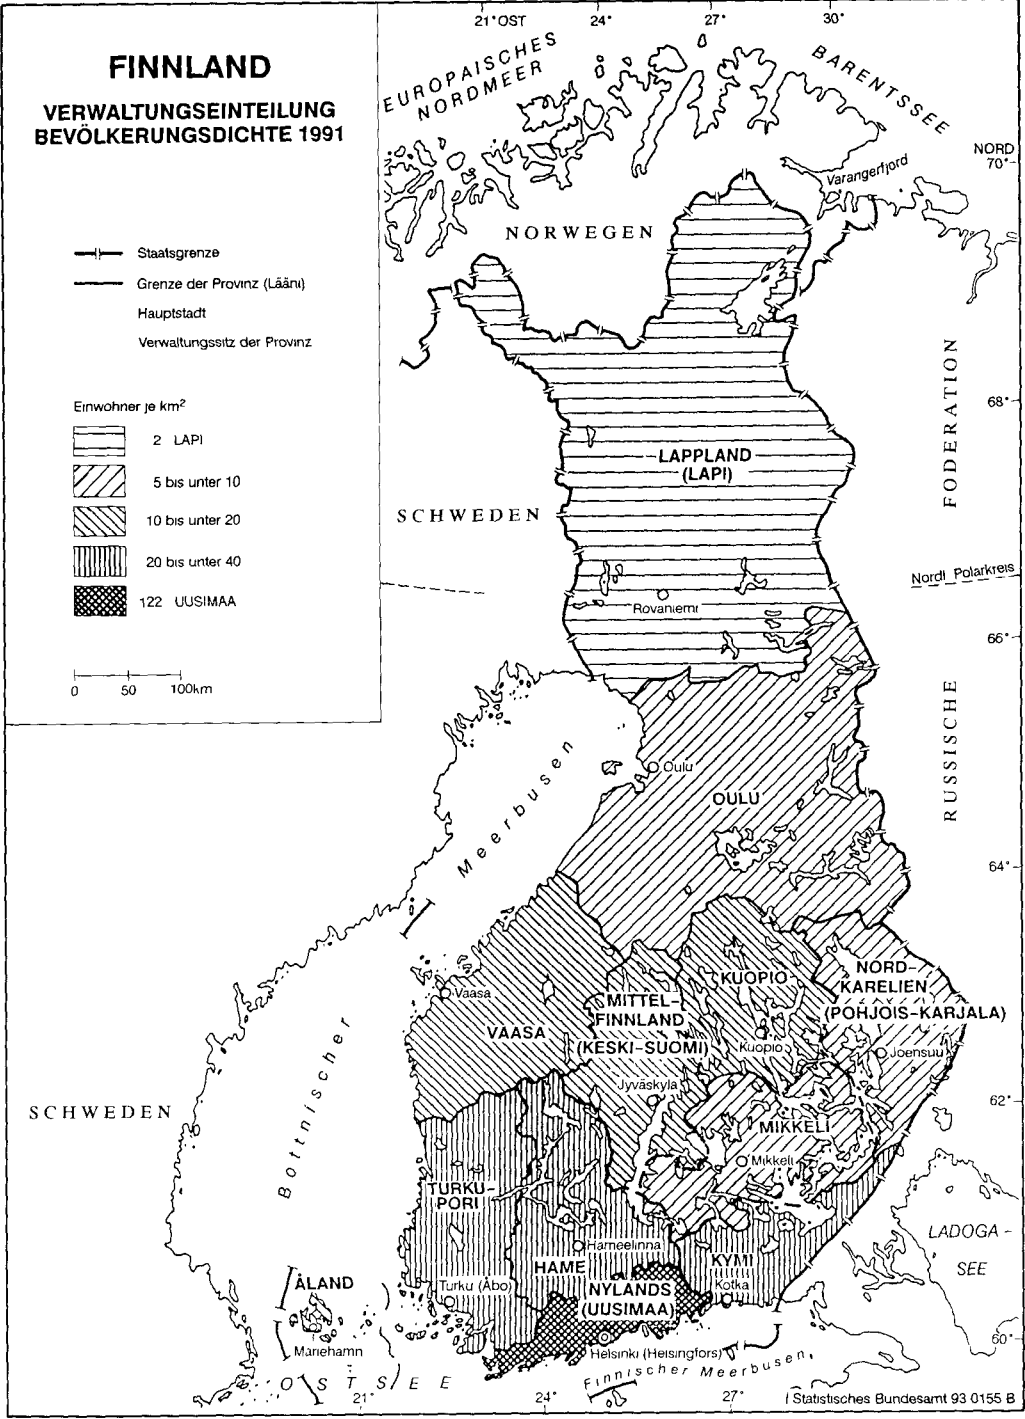 FINNLAND
VERWALTUNGSEINTEILUNG
BEVÖLKERUNGSDICHTE 1991
Staatsgrenze
Grenze der Provinz (Lääni)
Hauptstadt
Verwaltungssitz der Provinz
Einwohner je km²
2 LAPI
5 bis unter 10
10 bis unter 20
20 bis unter 40
122 UUSIMAA
0 50 100km
21° OST 24° 27° 30°
EUROPAISCHES
NORDMEER
BARENTSSEE
NORD
70°
Varangerfjord
NORWEGEN
68°
FODERATION
LAPPLAND
(LAPI)
SCHWEDEN
Nordl Polarkreis
Rovaniemi
66°
RUSSISCHE
Oulu
OULU
Meerbusen
64°
Vaasa
VAASA
MITTEL-
FINNLAND
(KESKI-SUOMI)
KUOPIO
Kuopio
NORD-
KARELIEN
(POHJOIS-KARJALA)
Joensuu
Jyväskyla
62°
SCHWEDEN
Bottnischer
MIKKELI
Mikkeli
TURKU-
PORI
LADOGA-
SEE
Hameelinna
HAME
KYMI
Kotka
ÅLAND
Turku (Åbo)
NYLANDS
(UUSIMAA)
Mariehamn
Helsinki (Helsingfors)
60°
Finnischer Meerbusen
OSTSEE
21° 24° 27°
Statistisches Bundesamt 93 0155 B